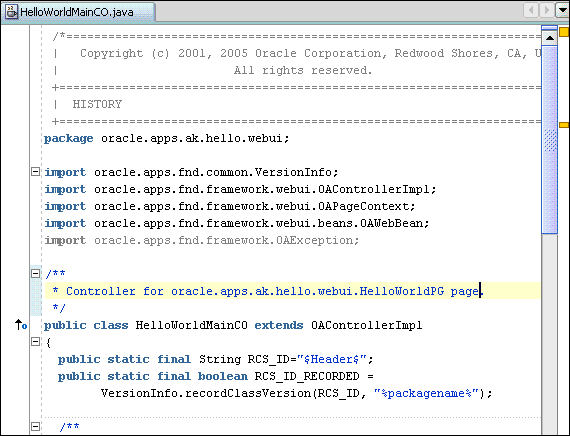 HelloWorldMainCO.java
/*==================================================
| Copyright (c) 2001, 2005 Oracle Corporation, Redwood Shores, CA, U
| All rights reserved.
+==================================================
| HISTORY
+==================================================
package oracle.apps.ak.hello.webui;
import oracle.apps.fnd.common.VersionInfo;
import oracle.apps.fnd.framework.webui.OAControllerImpl;
import oracle.apps.fnd.framework.webui.OAPageContext;
import oracle.apps.fnd.framework.webui.beans.OAWebBean;
import oracle.apps.fnd.framework.OAException;
/**
* Controller for oracle.apps.ak.hello.webui.HelloWorldPG page.
*/
public class HelloWorldMainCO extends OAControllerImpl
{
public static final String RCS_ID="$Header$";
public static final boolean RCS_ID_RECORDED =
VersionInfo.recordClassVersion(RCS_ID, "%packagename%");
/**